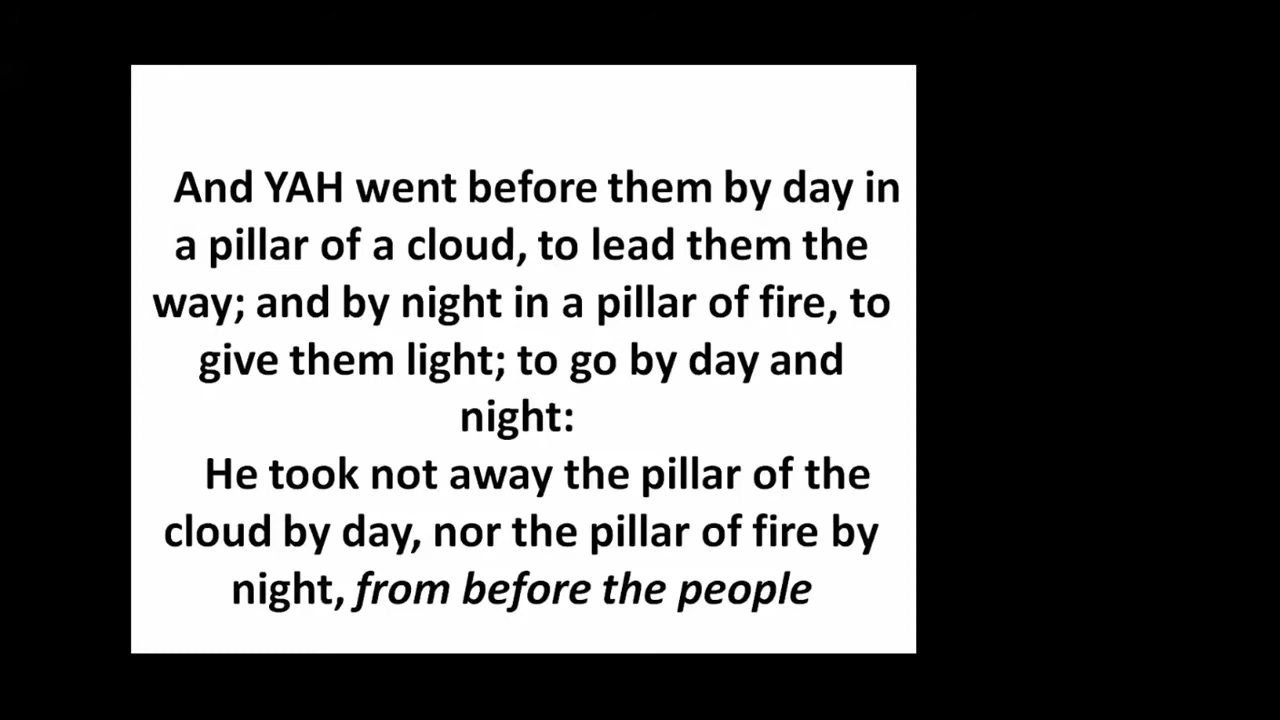 And YAH went before them by day in
a pillar of a cloud, to lead them the
way; and by night in a pillar of fire, to
give them light; to go by day and
night:
He took not away the pillar of the
cloud by day, nor the pillar of fire by
night, from before the people